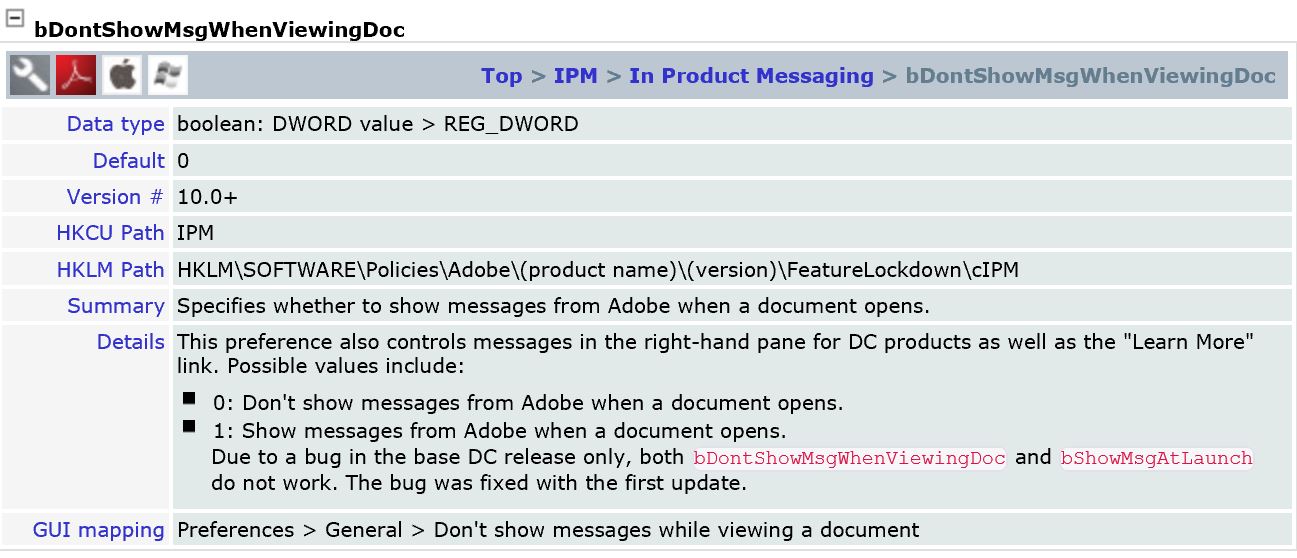 bDontShowMsgWhenViewingDoc
Top > IPM > In Product Messaging > bDontShowMsgWhenViewingDoc
Data type boolean: DWORD value > REG_DWORD
Default 0
Version # 10.0+
HKCU Path IPM
HKLM Path HKLM\SOFTWARE\Policies\Adobe\(product name)\(version)\FeatureLockdown\cIPM
Summary Specifies whether to show messages from Adobe when a document opens.
Details This preference also controls messages in the right-hand pane for DC products as well as the "Learn More"
link. Possible values include:
0: Don't show messages from Adobe when a document opens.
1: Show messages from Adobe when a document opens.
Due to a bug in the base DC release only, both bDontShowMsgWhenViewingDoc and bShowMsgAtLaunch
do not work. The bug was fixed with the first update.
GUI mapping Preferences > General > Don't show messages while viewing a document